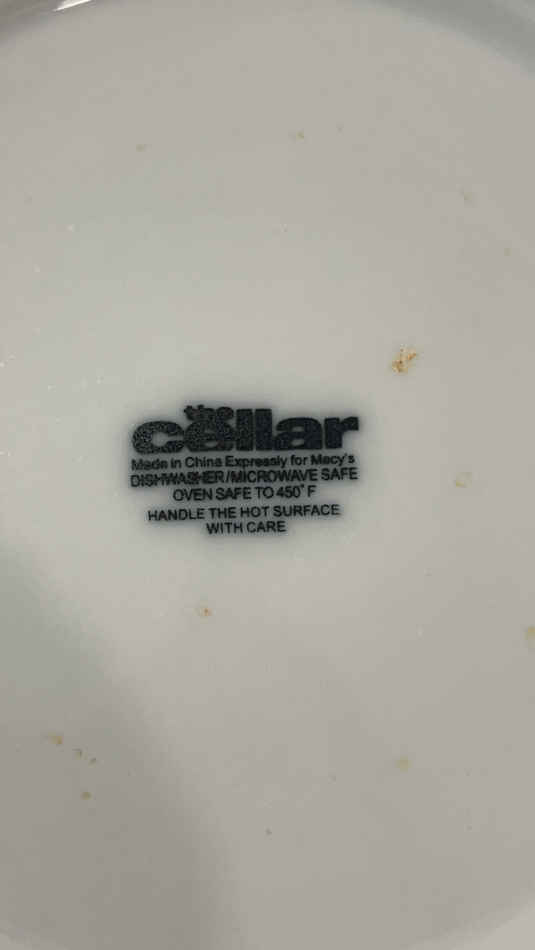 the
cellar
Made in China Expressly for Macy's
DISHWASHER/MICROWAVE SAFE
OVEN SAFE TO 450° F
HANDLE THE HOT SURFACE
WITH CARE